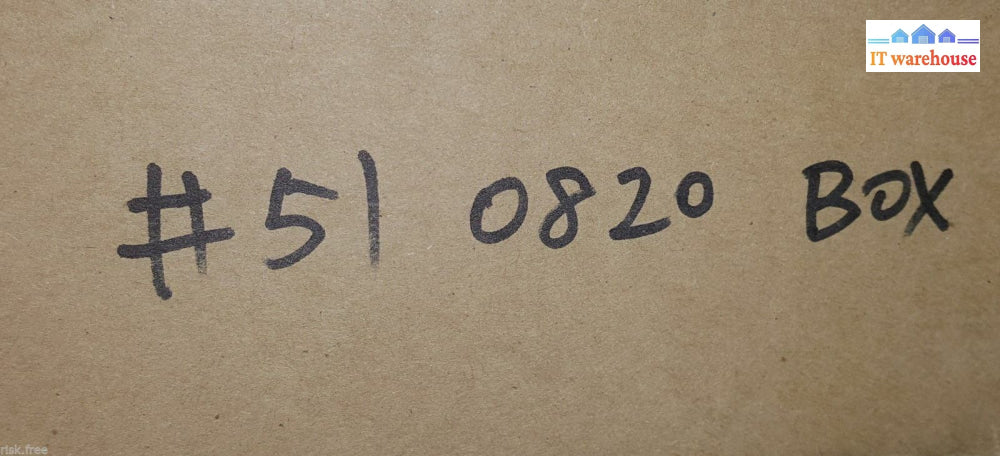 IT warehouse
#51 0820 BOX
risk.free